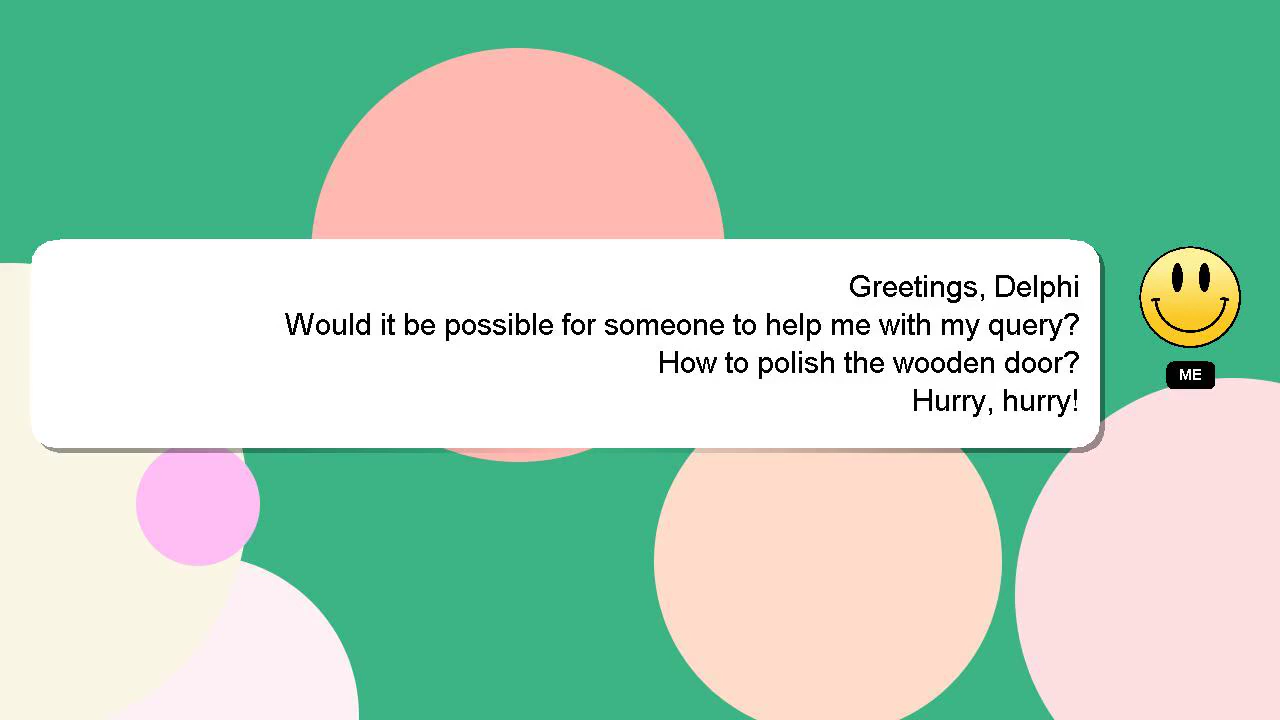 Greetings, Delphi
Would it be possible for someone to help me with my query?
How to polish the wooden door?
Hurry, hurry!
ME